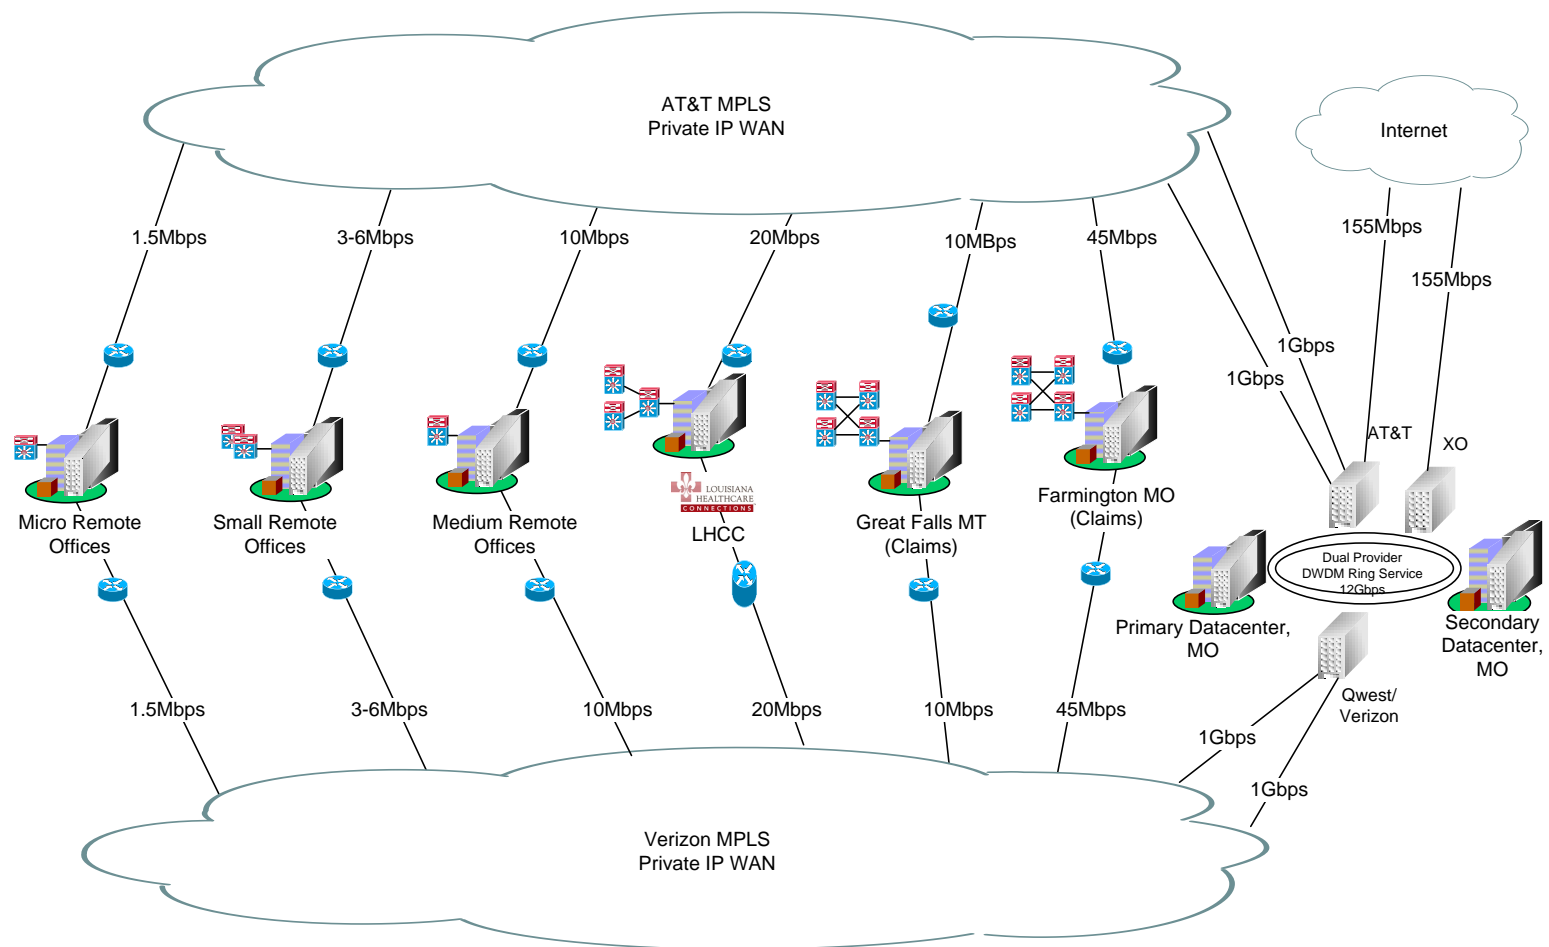 AT&T MPLS
Private IP WAN
Internet
1.5Mbps
3-6Mbps
10Mbps
20Mbps
10MBps
45Mbps
155Mbps
155Mbps
1Gbps
1Gbps
AT&T
XO
Micro Remote
Offices
Small Remote
Offices
Medium Remote
Offices
LOUISIANA
HEALTHCARE
CONNECTIONS
LHCC
Great Falls MT
(Claims)
Farmington MO
(Claims)
Dual Provider
DWDM Ring Service
12Gbps
Primary Datacenter,
MO
Secondary
Datacenter,
MO
Qwest/
Verizon
1.5Mbps
3-6Mbps
10Mbps
20Mbps
10Mbps
45Mbps
1Gbps
1Gbps
Verizon MPLS
Private IP WAN